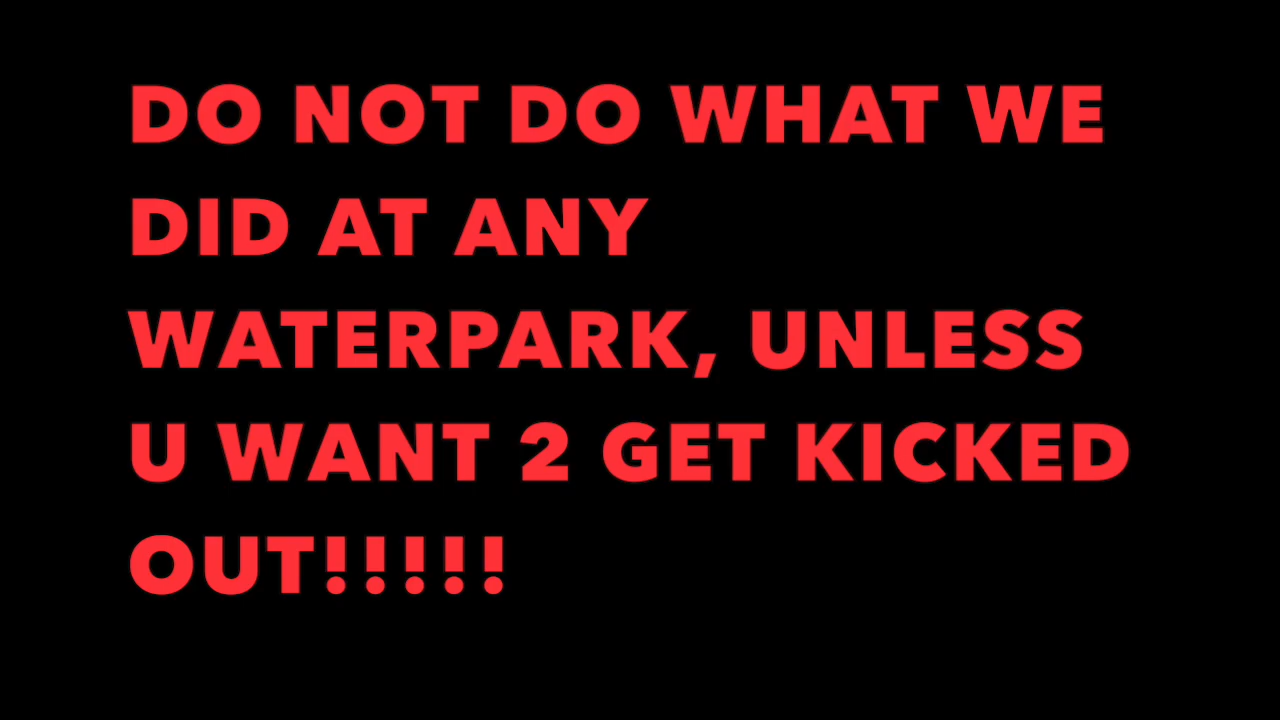 DO NOT DO WHAT WE
DID AT ANY
WATERPARK, UNLESS
U WANT 2 GET KICKED
OUT!!!!!